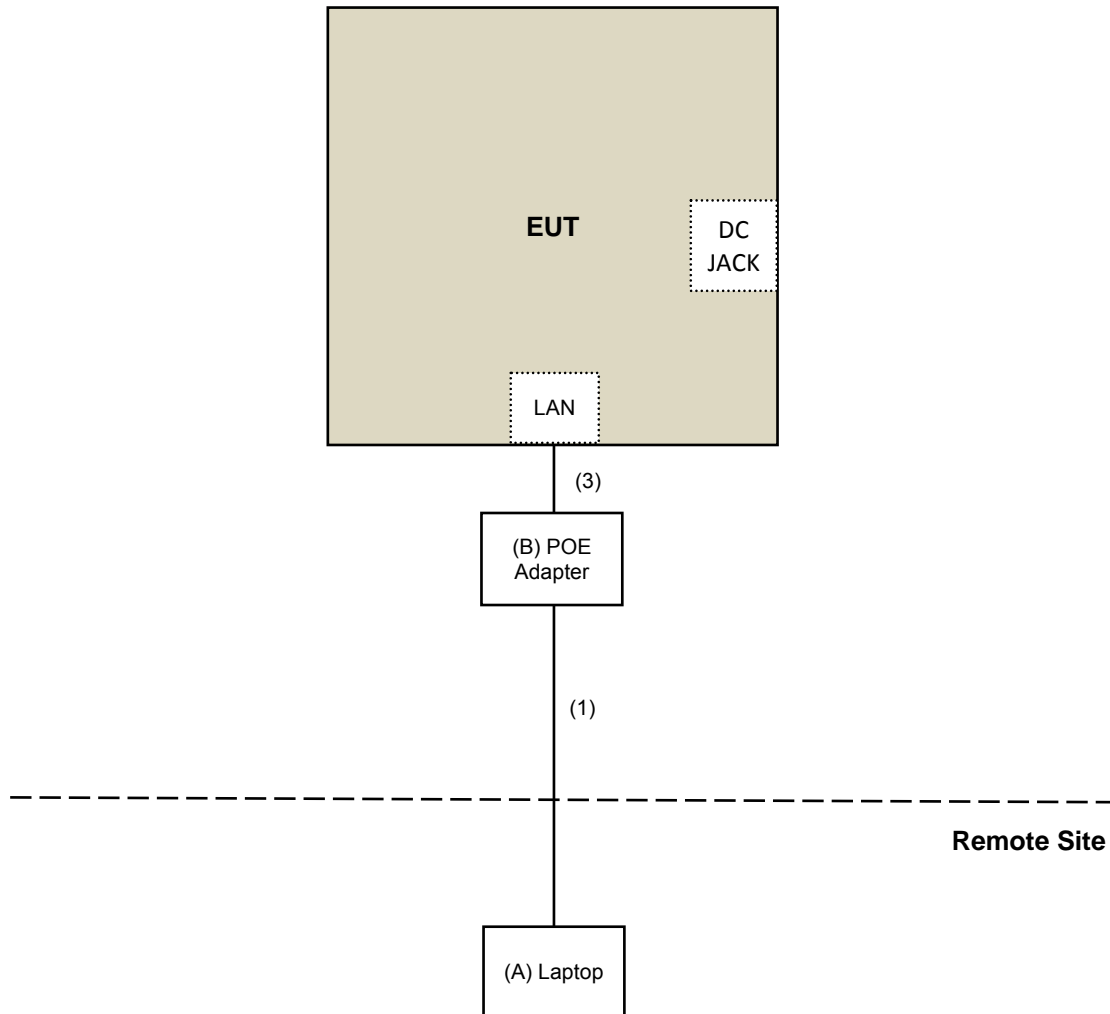 EUT
DC
JACK
LAN
(3)
(B) POE
Adapter
(1)
Remote Site
(A) Laptop